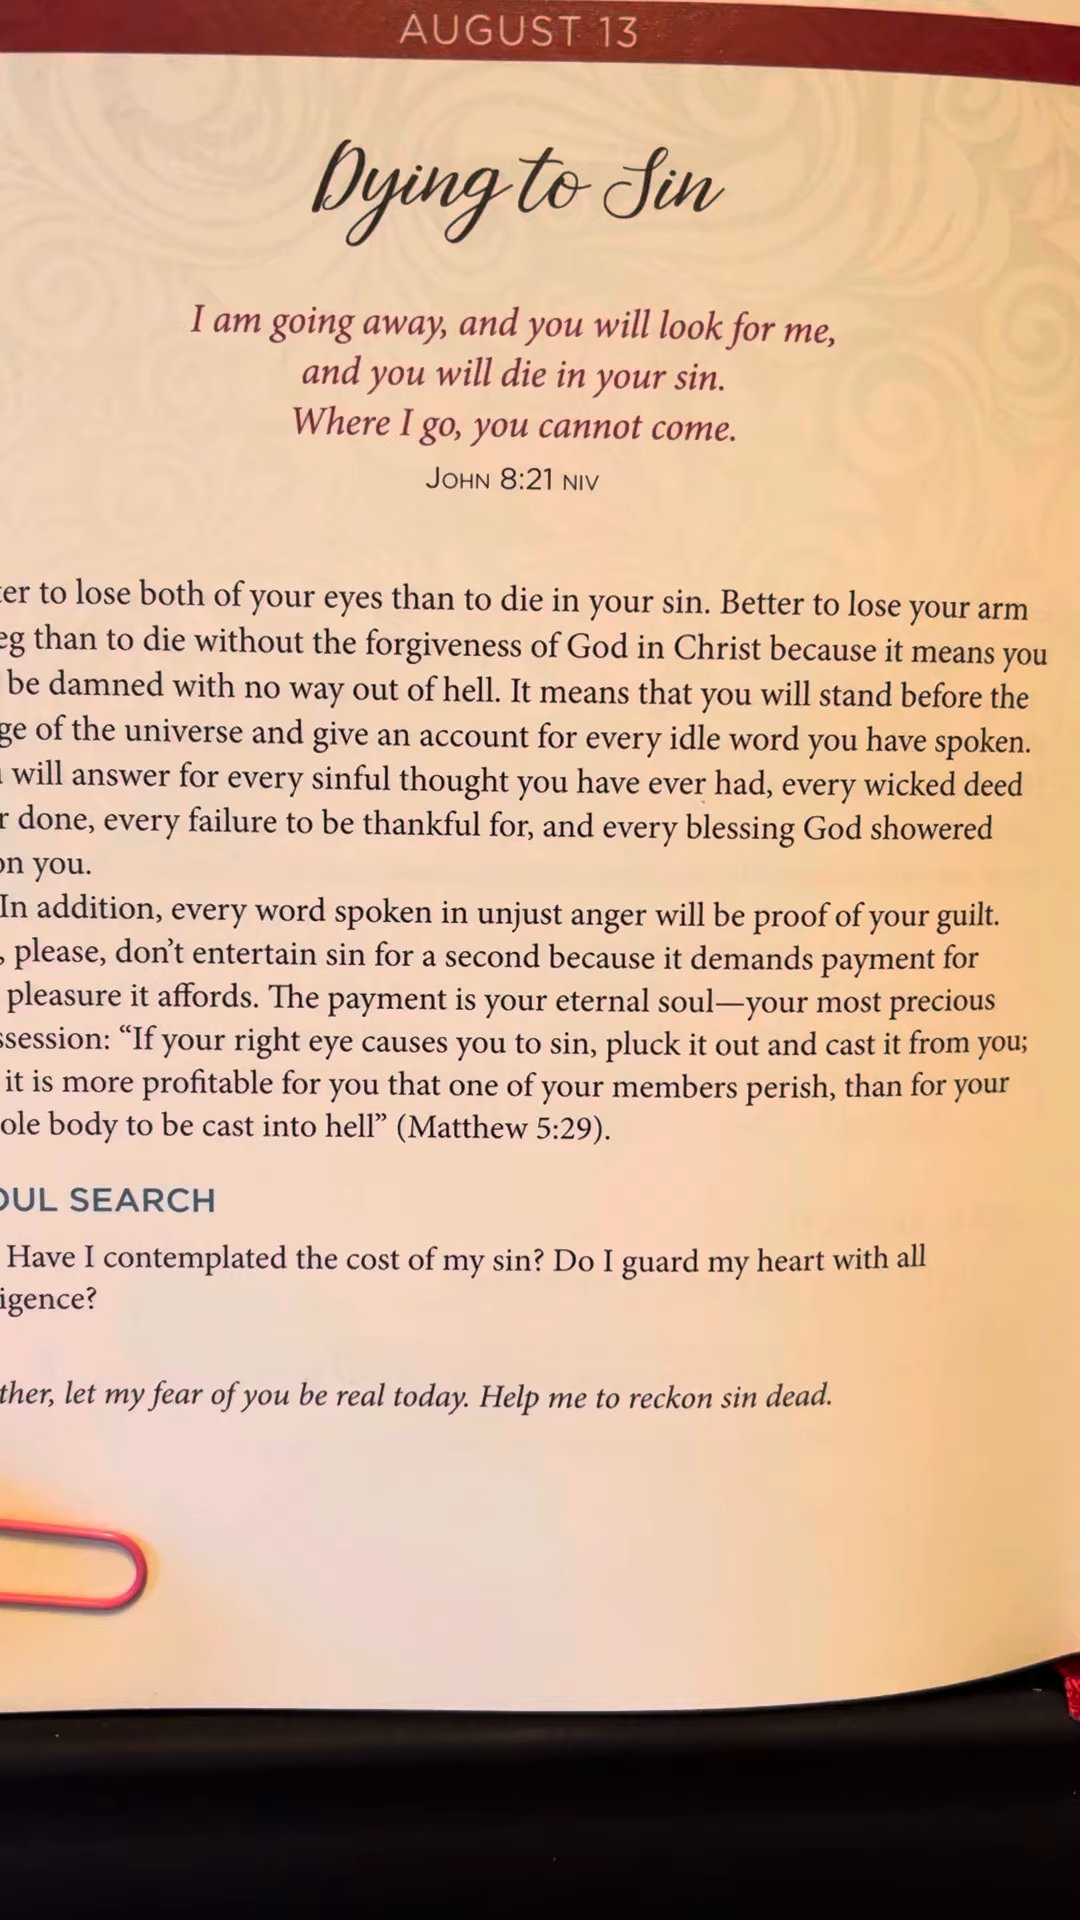 AUGUST 13
Dying to Sin
I am going away, and you will look for me,
and you will die in your sin.
Where I go, you cannot come.
JOHN 8:21 NIV
er to lose both of your eyes than to die in your sin. Better to lose your arm
eg than to die without the forgiveness of God in Christ because it means you
be damned with no way out of hell. It means that you will stand before the
ge of the universe and give an account for every idle word you have spoken.
will answer for every sinful thought you have ever had, every wicked deed
r done, every failure to be thankful for, and every blessing God showered
on you.
In addition, every word spoken in unjust anger will be proof of your guilt.
, please, don’t entertain sin for a second because it demands payment for
pleasure it affords. The payment is your eternal soul—your most precious
ssession: “If your right eye causes you to sin, pluck it out and cast it from you;
it is more profitable for you that one of your members perish, than for your
ole body to be cast into hell” (Matthew 5:29).
OUL SEARCH
Have I contemplated the cost of my sin? Do I guard my heart with all
igence?
ther, let my fear of you be real today. Help me to reckon sin dead.